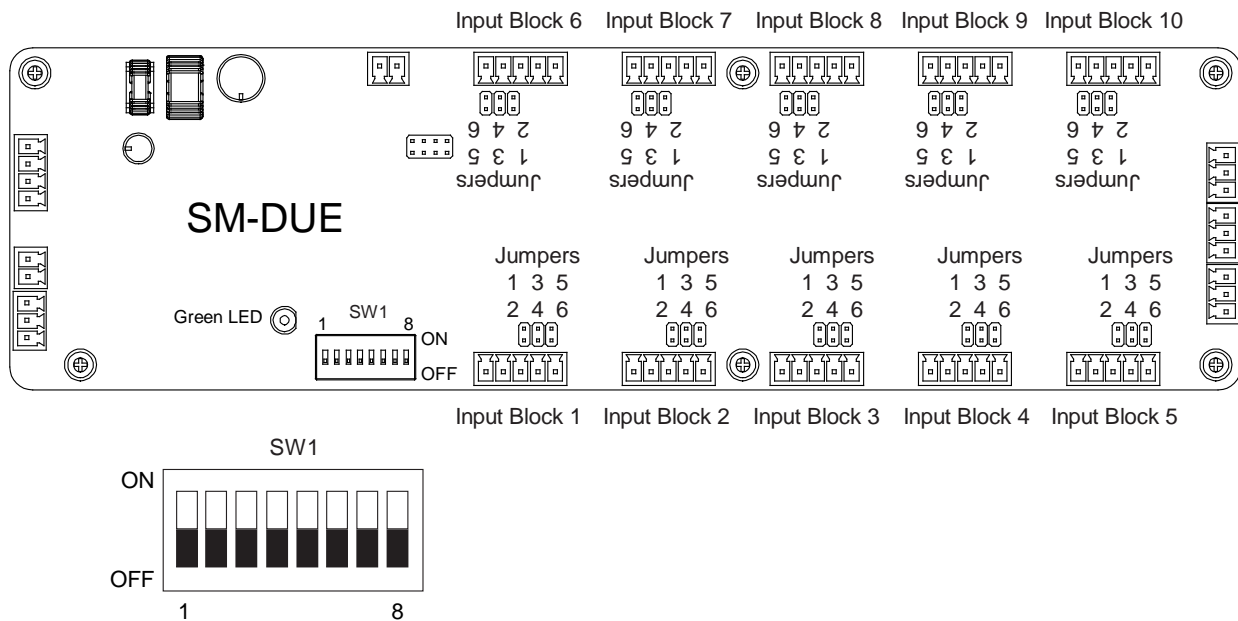 Input Block 6 Input Block 7 Input Block 8 Input Block 9 Input Block 10
2 4 6 2 4 6 2 4 6 2 4 6 2 4 6
1 3 5 1 3 5 1 3 5 1 3 5 1 3 5
Jumpers Jumpers Jumpers Jumpers Jumpers
SM-DUE
Jumpers Jumpers Jumpers Jumpers Jumpers
1 3 5 1 3 5 1 3 5 1 3 5 1 3 5
2 4 6 2 4 6 2 4 6 2 4 6 2 4 6
Green LED
SW1
1 8
ON
OFF
Input Block 1 Input Block 2 Input Block 3 Input Block 4 Input Block 5
SW1
ON
OFF
1 8